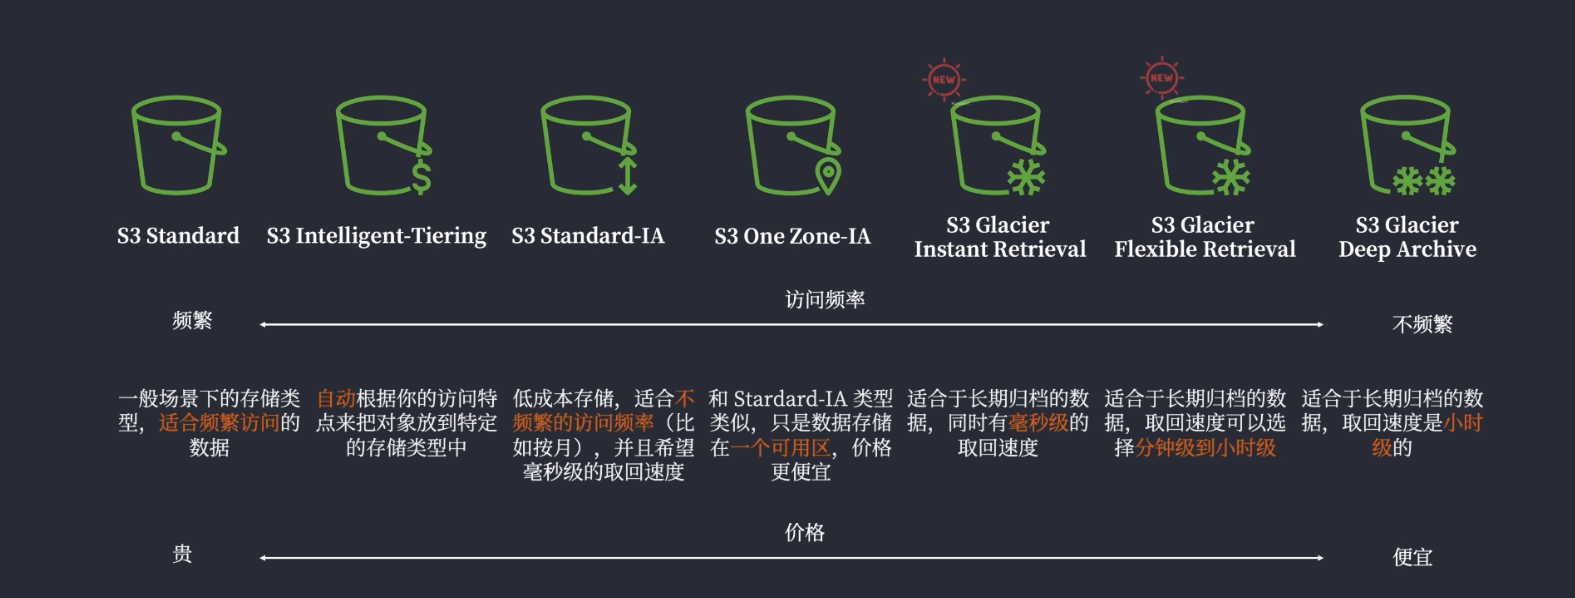 NEW
NEW
S3 Standard
S3 Intelligent-Tiering
S3 Standard-IA
S3 One Zone-IA
S3 Glacier
Instant Retrieval
S3 Glacier
Flexible Retrieval
S3 Glacier
Deep Archive
访问频率
频繁
不频繁
一般场景下的存储类
型，适合频繁访问的
数据
自动根据你的访问特
点来把对象放到特定
的存储类型中
低成本存储，适合不
频繁的访问频率（比
如按月），并且希望
毫秒级的取回速度
和 Stardard-IA 类型
类似，只是数据存储
在一个可用区，价格
更便宜
适合于长期归档的数
据，同时有毫秒级的
取回速度
适合于长期归档的数
据，取回速度可以选
择分钟级到小时级
适合于长期归档的数
据，取回速度是小时
级的
价格
贵
便宜